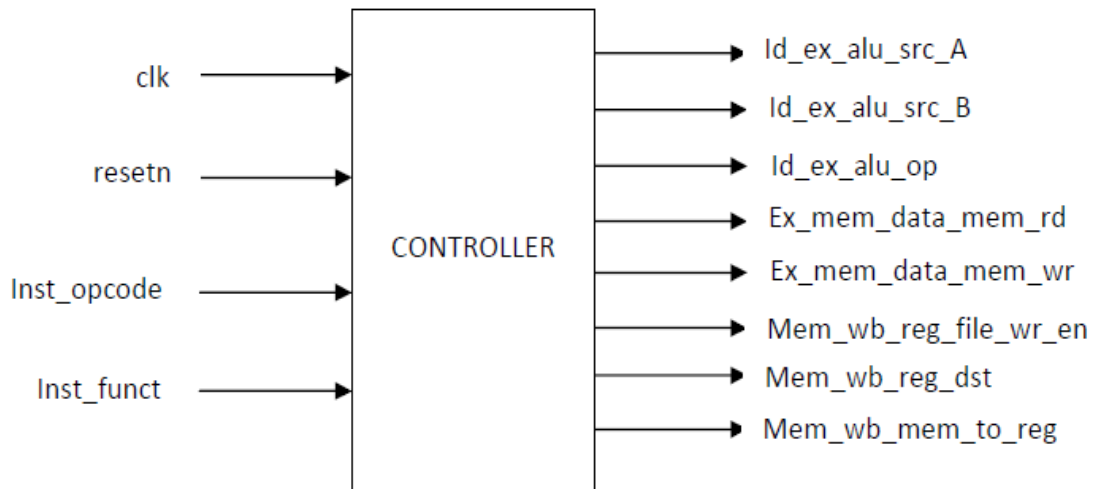 clk
resetn
Inst_opcode
Inst_funct
CONTROLLER
Id_ex_alu_src_A
Id_ex_alu_src_B
Id_ex_alu_op
Ex_mem_data_mem_rd
Ex_mem_data_mem_wr
Mem_wb_reg_file_wr_en
Mem_wb_reg_dst
Mem_wb_mem_to_reg